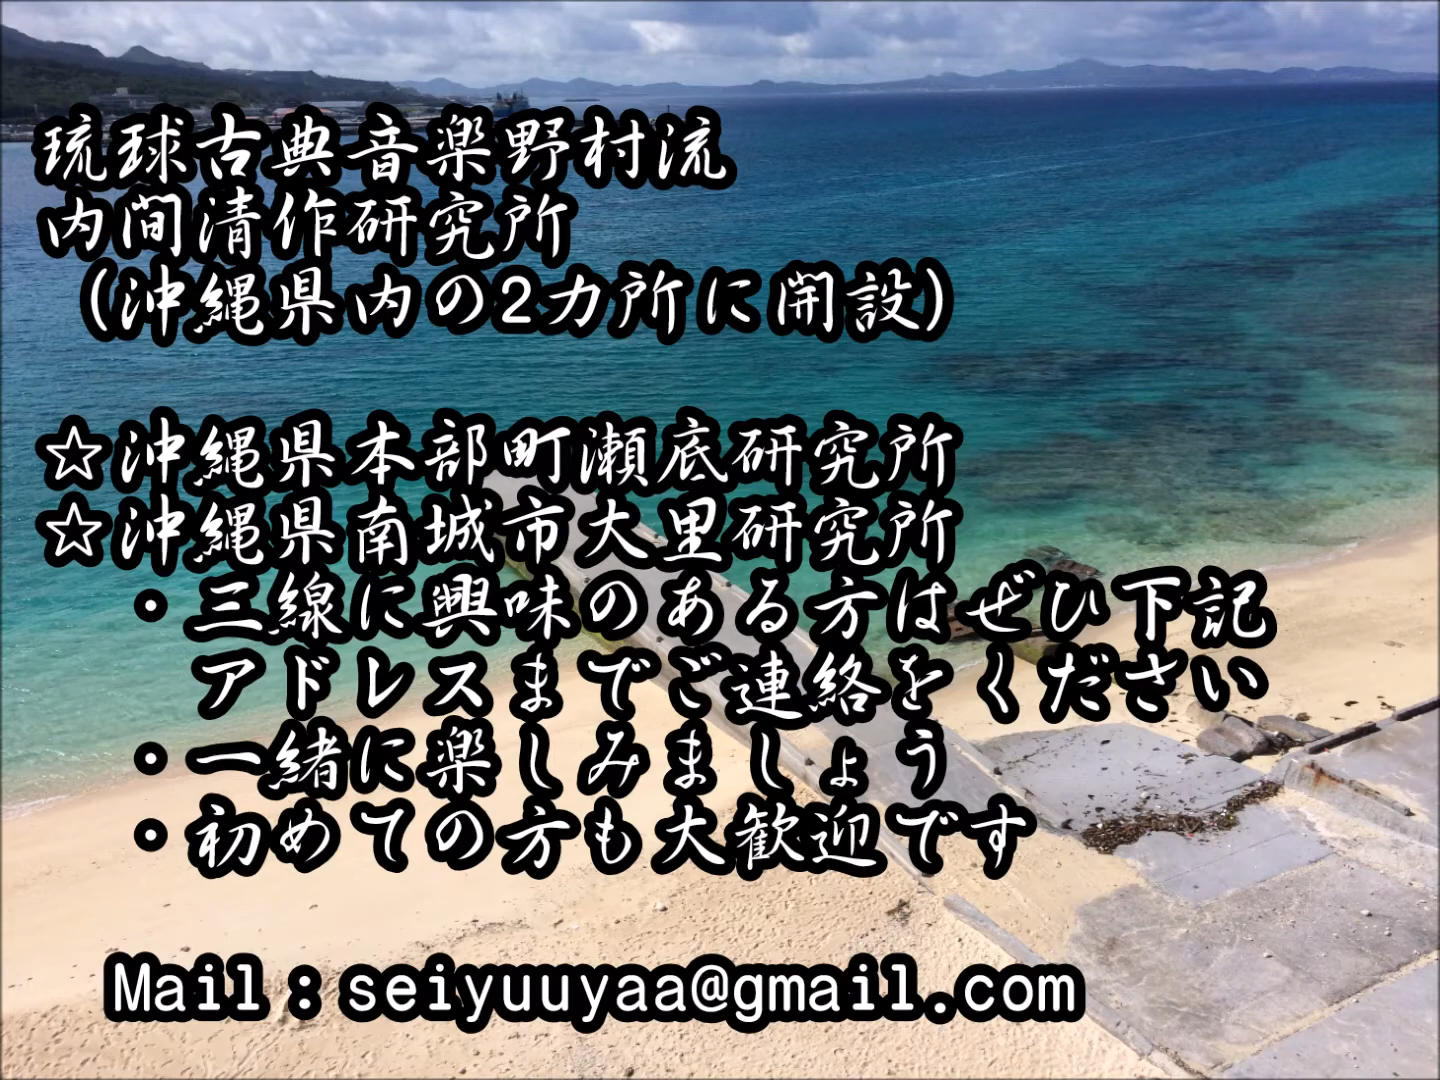 琉球古典音楽野村流
内間清作研究所
（沖縄県内の2カ所に開設）
☆沖縄県本部町瀬底研究所
☆沖縄県南城市大里研究所
・三線に興味のある方はぜひ下記
アドレスまでご連絡をください
・一緒に楽しみましょう
・初めての方も大歓迎です
Mail：seiyuuyaa@gmail.com